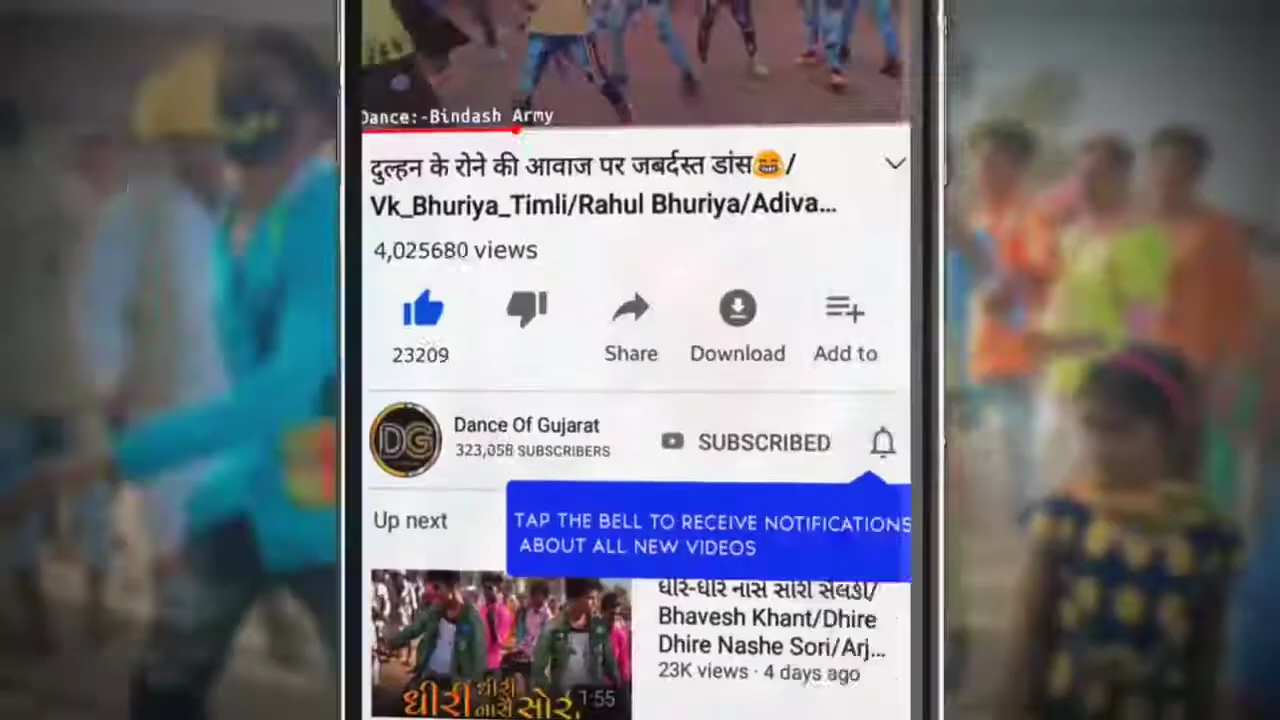 Dance:-Bindash Army
दुल्हन के रोने की आवाज पर जबर्दस्त डांस😂/
Vk_Bhuriya_Timli/Rahul Bhuriya/Adiva...
4,025680 views
23209
Share
Download
Add to
DG
Dance Of Gujarat
323,058 SUBSCRIBERS
SUBSCRIBED
Up next
TAP THE BELL TO RECEIVE NOTIFICATIONS
ABOUT ALL NEW VIDEOS
ધીરે-ધીરે નાસે સોરી સેલડી/
Bhavesh Khant/Dhire
Dhire Nashe Sori/Arj...
23K views · 4 days ago
ધીરી ધીરી
નાસે સોરી
1:55